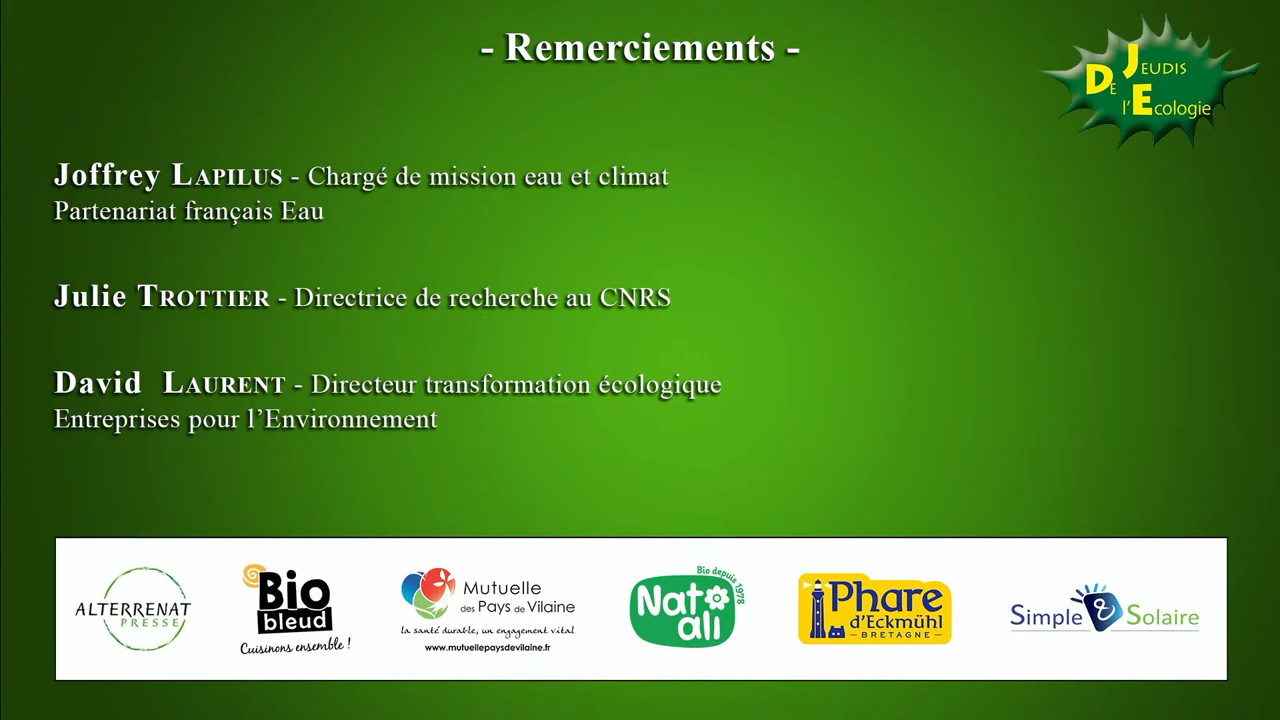 - Remerciements -
JEUDIS
DE
l'Ecologie
Joffrey LAPILUS - Chargé de mission eau et climat
Partenariat français Eau
Julie TROTTIER - Directrice de recherche au CNRS
David LAURENT - Directeur transformation écologique
Entreprises pour l’Environnement
ALTERRENAT
PRESSE
Bio
bleud
Cuisinons ensemble !
Mutuelle
des Pays de Vilaine
la santé durable, un engagement vital
www.mutuellepaysdevilaine.fr
Bio depuis 1978
Nat
ali
Phare
d'Eckmühl
- BRETAGNE -
Simple & Solaire